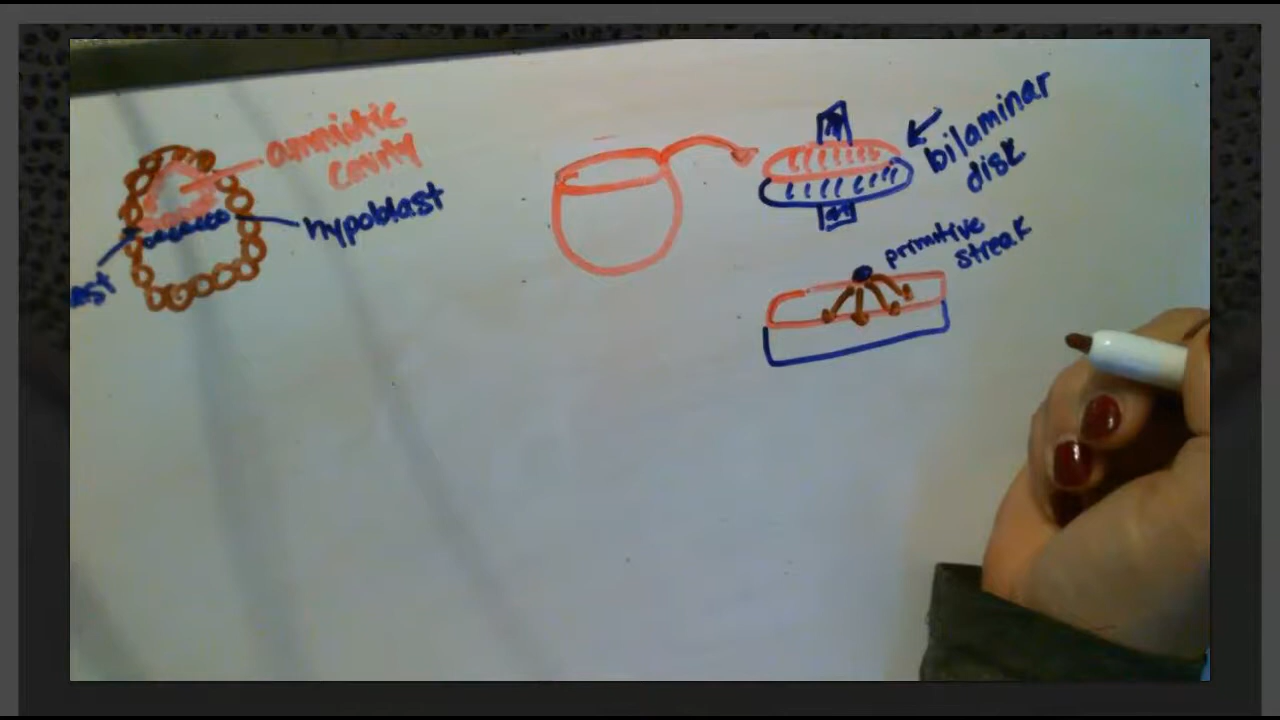 amniotic
cavity
hypoblast
ast
bilaminar
disk
primitive
streak